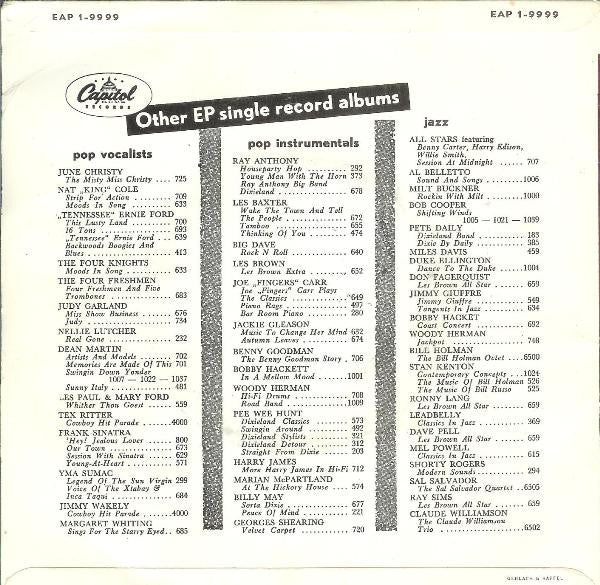 EAP 1-9999
EAP 1-9999
Capitol
RECORDS
Other EP single record albums
pop vocalists
JUNE CHRISTY
The Misty Miss Christy .... 725
NAT „KING" COLE
Strip For Action ........ 709
Moods in Song .......... 633
„TENNESSEE" ERNIE FORD
This Lusty Land ........ 700
16 Tons ................ 693
„Tennessee" Ernie Ford ... 639
Backwoods Boogies And
Blues .................. 413
THE FOUR KNIGHTS
Moods In Song .......... 633
THE FOUR FRESHMEN
Four Freshmen And Five
Trombones .............. 683
JUDY GARLAND
Miss Show Business ...... 676
Judy ................... 734
NELLIE LUTCHER
Real Gone .............. 232
DEAN MARTIN
Artists And Models ...... 702
Memories Are Made Of This 701
Swingin Down Yonder
1007 — 1022 — 1037
Sunny Italy ............ 481
LES PAUL & MARY FORD
Whither Thou Goest ...... 559
TEX RITTER
Cowboy Hit Parade ......4000
FRANK SINATRA
'Hey! Jealous Lover ...... 800
Our Town .............. 673
Session With Sinatra .... 629
Young-At-Heart ......... 571
YMA SUMAC
Legend Of The Sun Virgin 299
Voice Of The Xtabay &
Inca Taqui ............. 684
JIMMY WAKELY
Cowboy Hit Parade ......4000
MARGARET WHITING
Sings For The Starry Eyed.. 685
pop instrumentals
RAY ANTHONY
Houseparty Hop ......... 292
Young Man With The Horn 373
Ray Anthony Big Band
Dixieland .............. 678
LES BAXTER
Wake The Town And Tell
The People ............. 672
Tamboo ................ 655
Thinking Of You ........ 474
BIG DAVE
Rock N Roll ............ 640
LES BROWN
Les Brown Extra ........ 652
JOE "FINGERS" CARR
Joe „Fingers" Carr Plays
The Classics ........... 649
Piano Rags ............. 497
Bar Room Piano ......... 280
JACKIE GLEASON
Music To Change Her Mind 632
Autumn Leaves .......... 674
BENNY GOODMAN
The Benny Goodman Story . 706
BOBBY HACKETT
In A Mellow Mood ......1001
WOODY HERMAN
Hi-Fi Drums ............ 708
Road Band .............1009
PEE WEE HUNT
Dixieland Classics ...... 573
Swingin Around ......... 492
Dixieland Stylists ....... 321
Dixieland Detour ........ 312
Straight From Dixie ..... 203
HARRY JAMES
More Harry James In Hi-Fi 712
MARIAN McPARTLAND
At The Hickory House .... 574
BILLY MAY
Sorta Dixie ............ 677
Peace Of Mind .......... 221
GEORGES SHEARING
Velvet Carpet .......... 720
jazz
ALL STARS featuring
Benny Carter, Harry Edison,
Willie Smith,
Session At Midnight ...... 707
AL BELLETTO
Sound And Songs ........1006
MILT BUCKNER
Rockin With Milt ........1000
BOB COOPER
Shifting Winds
1005 — 1021 — 1039
PETE DAILY
Dixieland Band .......... 183
Dixie By Daily .......... 385
MILES DAVIS 459
DUKE ELLINGTON
Dance To The Duke ......1004
DON FAGERQUIST
Les Brown All Star ...... 659
JIMMY GIUFFRE
Jimmy Giuffre .......... 549
Tangents In Jazz ........ 634
BOBBY HACKET
Coast Concert .......... 692
WOODY HERMAN
Jackpot ................ 748
BILL HOLMAN
The Bill Holman Octet ....6500
STAN KENTON
Contemporary Concepts ...1024
The Music Of Bill Holman 526
The Music Of Bill Russo 525
RONNY LANG
Les Brown All Star ...... 659
LEADBELLY
Classics in Jazz ......... 369
DAVE PELL
Les Brown All Star ...... 659
MEL POWELL
Classics in Jazz ......... 615
SHORTY ROGERS
Modern Sounds .......... 294
SAL SALVADOR
The Sal Salvador Quartet ..6505
RAY SIMS
Les Brown All Star ...... 659
CLAUDE WILLIAMSON
The Claude Williamson
Trio ..................6502